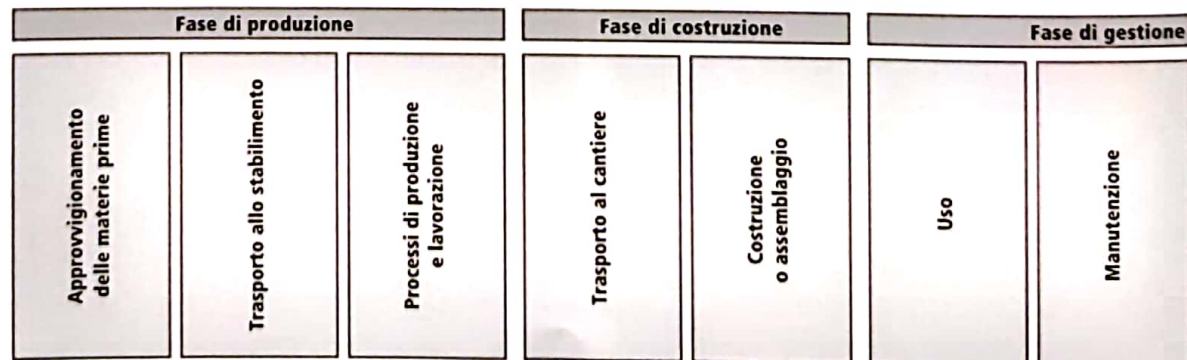 Fase di produzione
Approvvigionamento
delle materie prime
Trasporto allo stabilimento
Processi di produzione
e lavorazione
Fase di costruzione
Trasporto al cantiere
Costruzione
o assemblaggio
Fase di gestione
Uso
Manutenzione